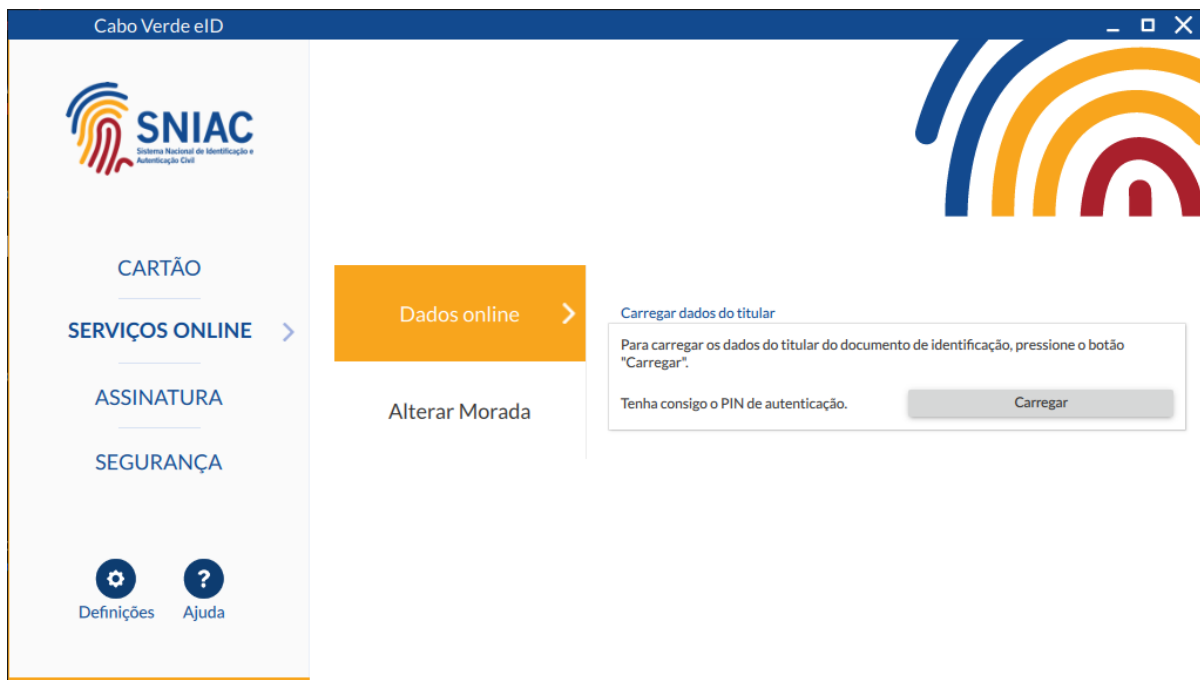 Cabo Verde eID
SNIAC
Sistema Nacional de Identificação e
Autenticação Civil
CARTÃO
SERVIÇOS ONLINE
ASSINATURA
SEGURANÇA
Definições
Ajuda
Dados online
Alterar Morada
Carregar dados do titular
Para carregar os dados do titular do documento de identificação, pressione o botão
"Carregar".
Tenha consigo o PIN de autenticação.
Carregar